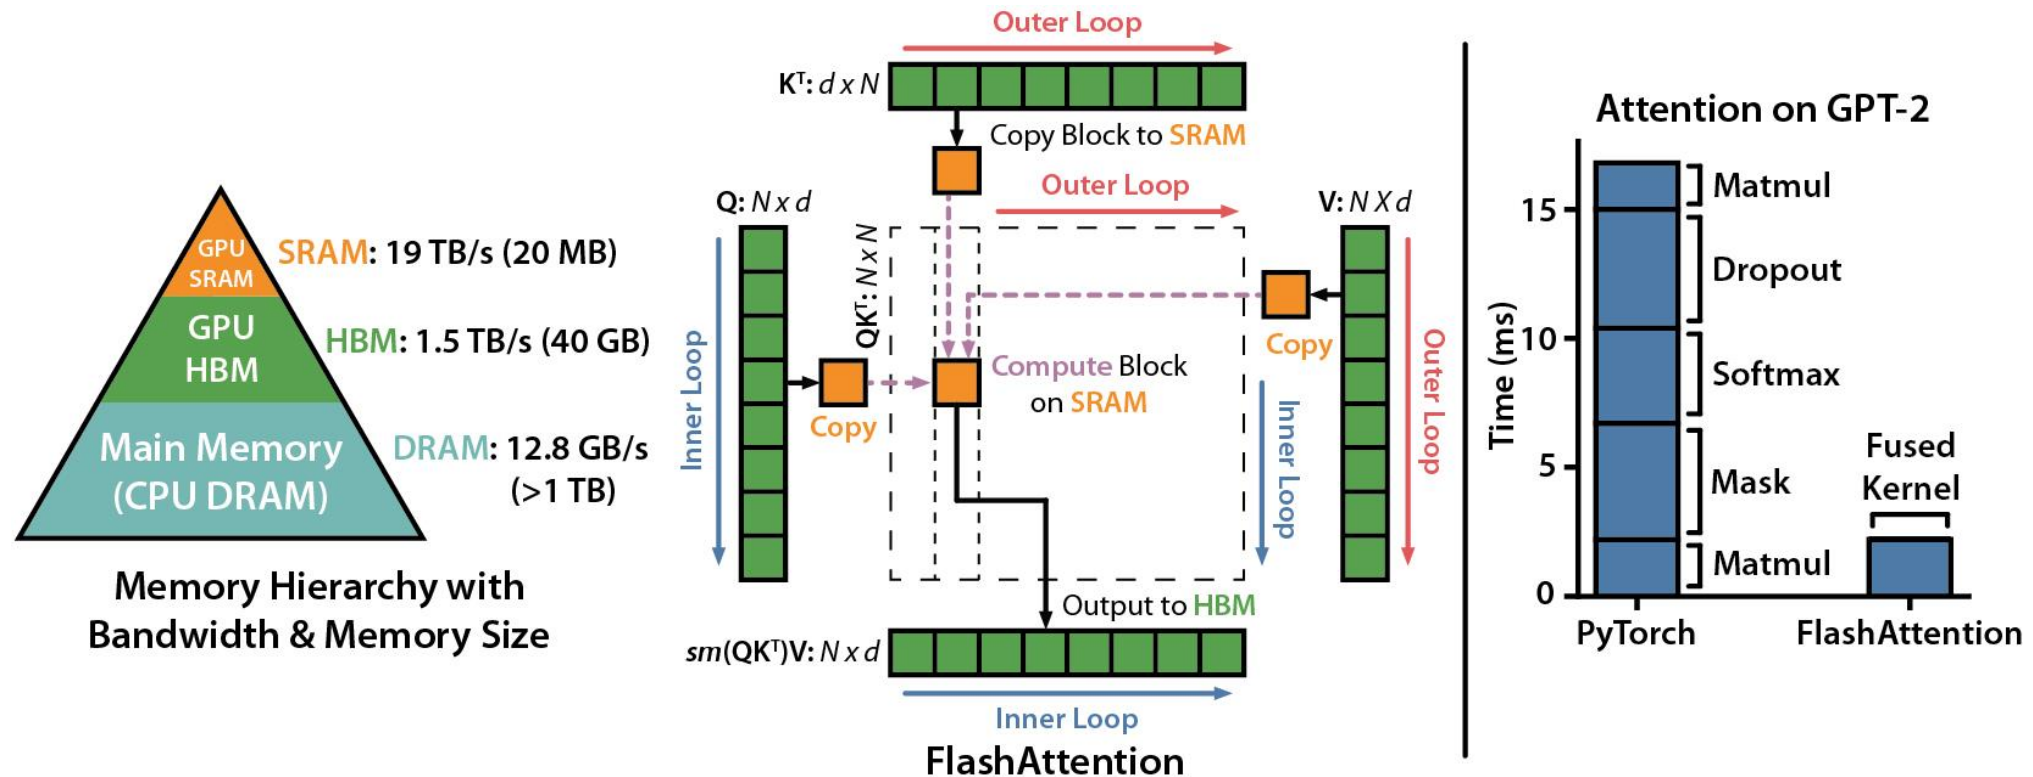 GPU
SRAM
GPU
HBM
Main Memory
(CPU DRAM)
SRAM: 19 TB/s (20 MB)
HBM: 1.5 TB/s (40 GB)
DRAM: 12.8 GB/s
(>1 TB)
Memory Hierarchy with
Bandwidth & Memory Size
Outer Loop
Kᵀ: d x N
Copy Block to SRAM
Outer Loop
Q: N x d
V: N X d
QKᵀ: N x N
Copy
Inner Loop
Copy
Compute Block
on SRAM
Inner Loop
Outer Loop
Output to HBM
sm(QKᵀ)V: N x d
Inner Loop
FlashAttention
Attention on GPT-2
Time (ms)
15
10
5
0
Matmul
Dropout
Softmax
Mask
Matmul
Fused
Kernel
PyTorch
FlashAttention